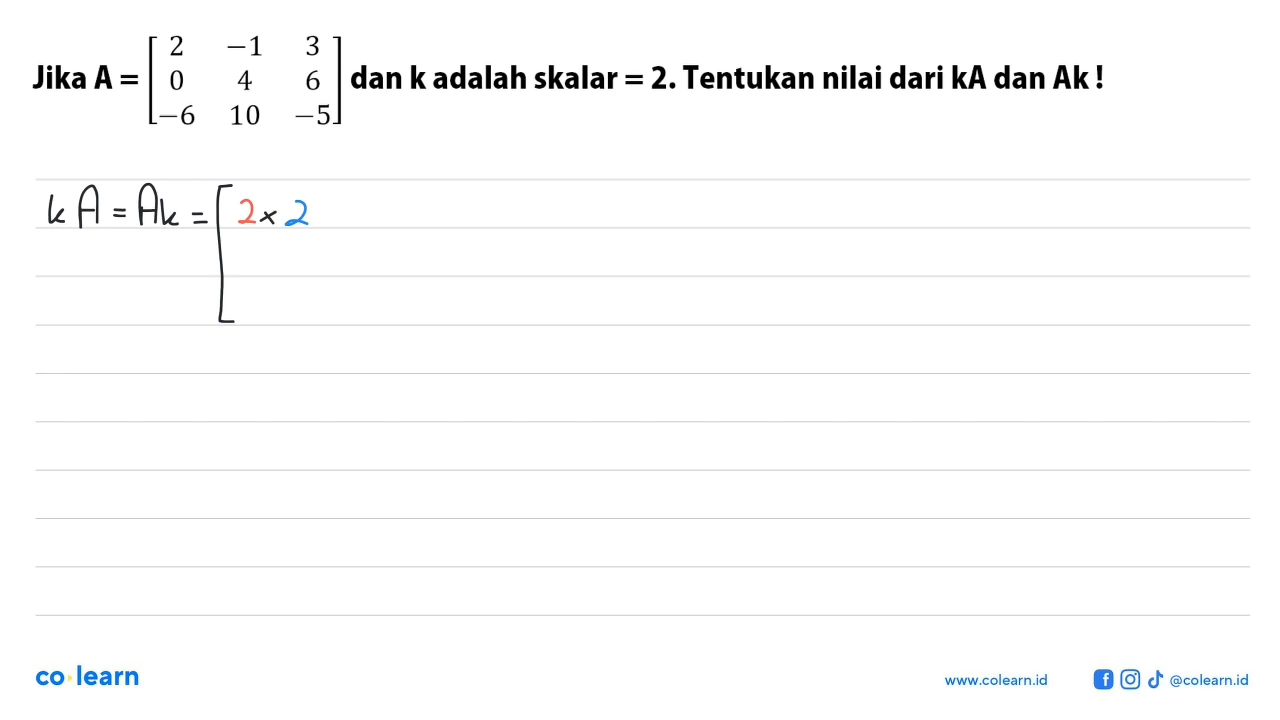 Jika A = [2 −1 3
0 4 6
−6 10 −5] dan k adalah skalar = 2. Tentukan nilai dari kA dan Ak !
kA = Ak = [2 × 2
co·learn
www.colearn.id @colearn.id